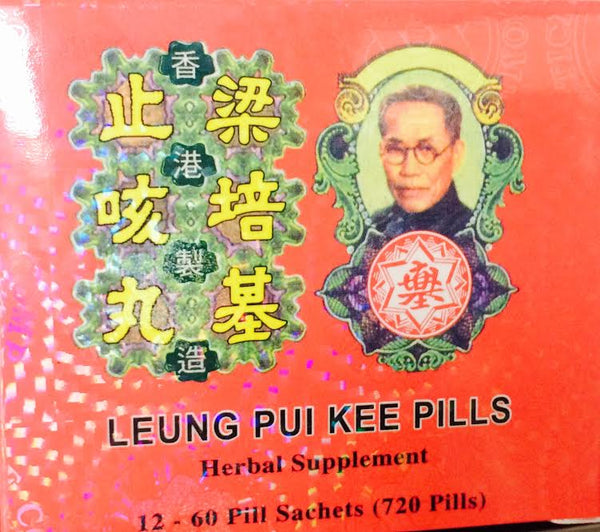 梁培基
止咳丸
香港製造
LEUNG PUI KEE PILLS
Herbal Supplement
12 - 60 Pill Sachets (720 Pills)